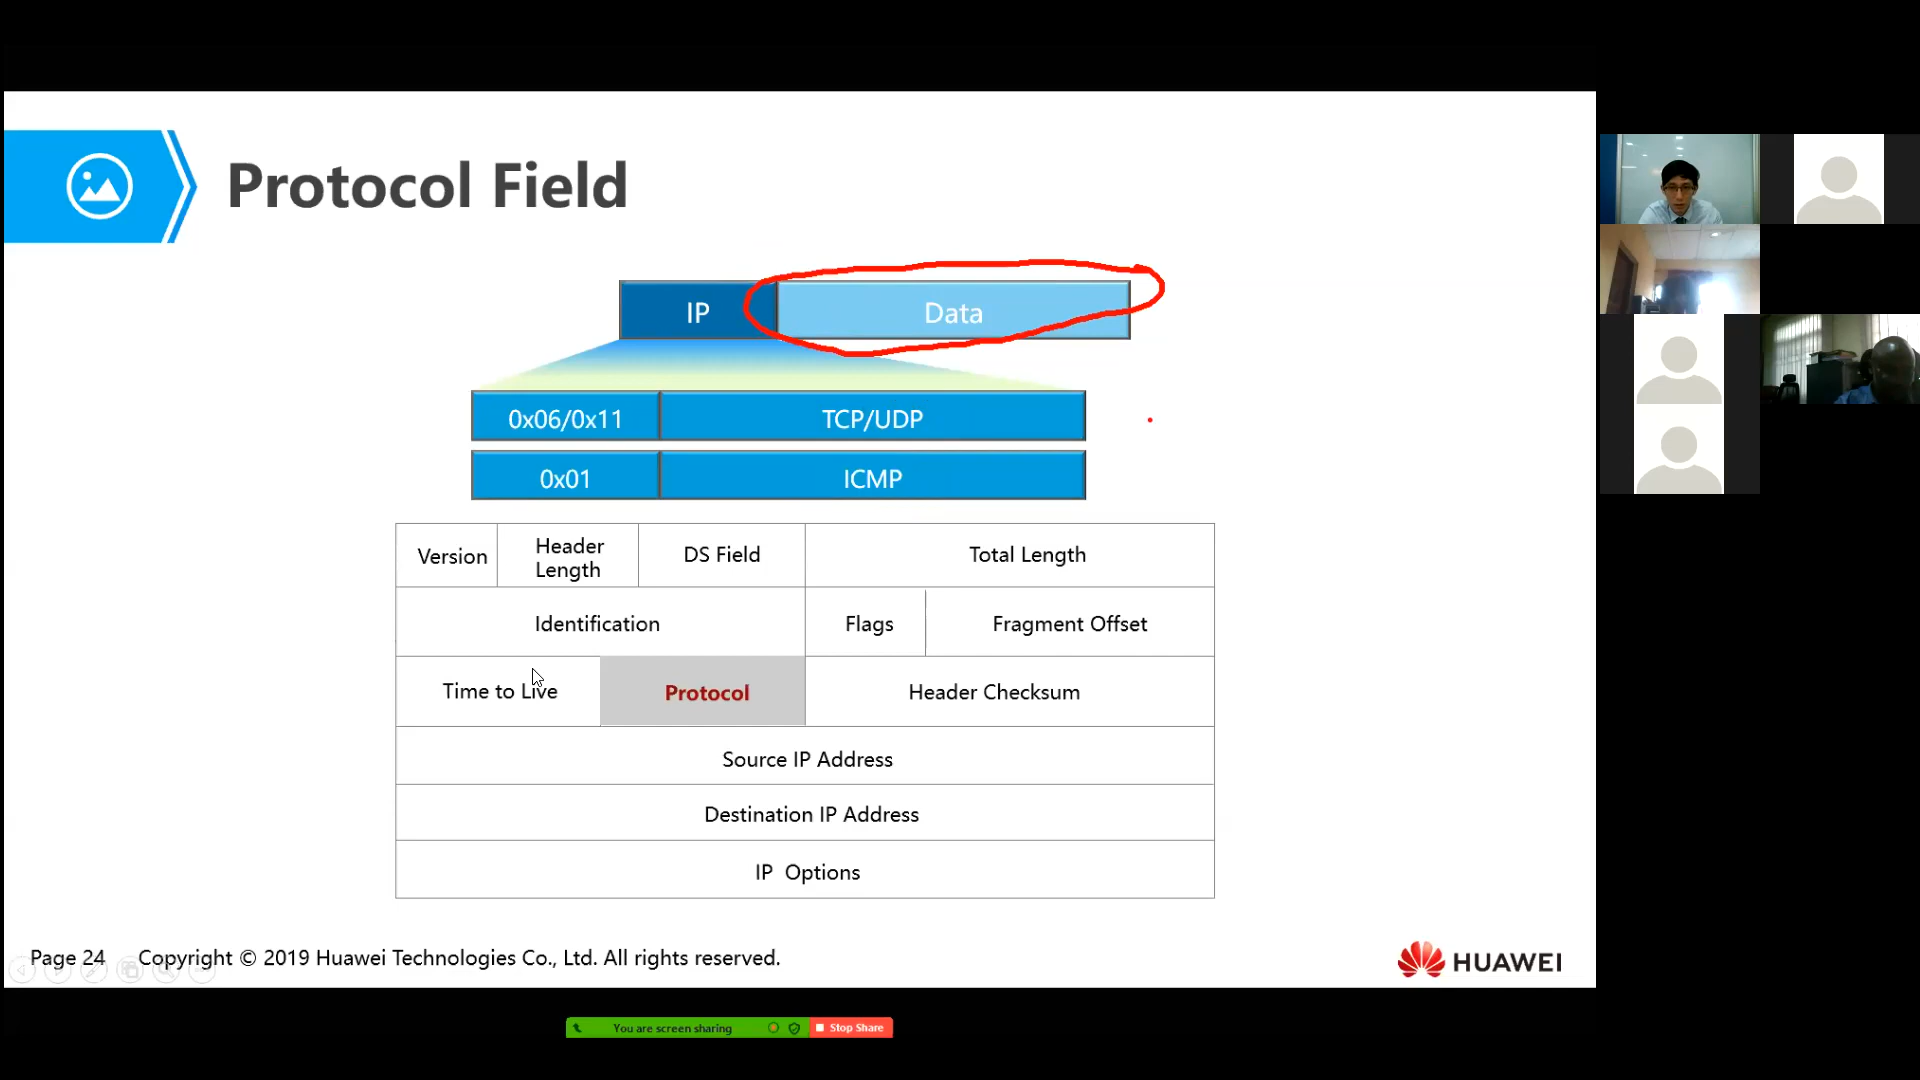 Protocol Field
IP Data
0x06/0x11 TCP/UDP
0x01 ICMP
Version Header Length DS Field Total Length
Identification Flags Fragment Offset
Time to Live Protocol Header Checksum
Source IP Address
Destination IP Address
IP Options
Page 24 Copyright © 2019 Huawei Technologies Co., Ltd. All rights reserved.
HUAWEI
You are screen sharing Stop Share